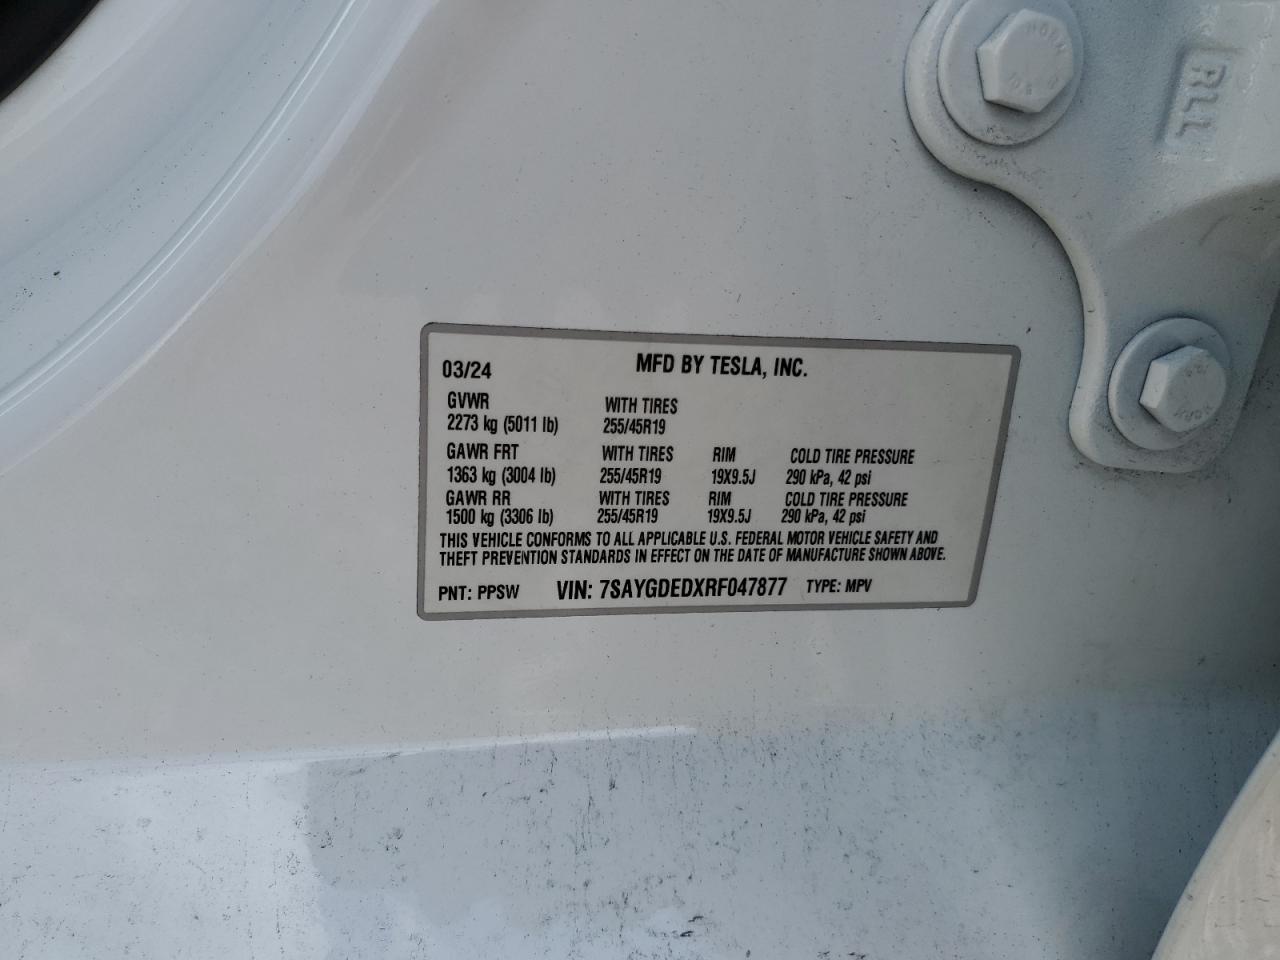 RLL
03/24 MFD BY TESLA, INC.
GVWR WITH TIRES
2273 kg (5011 lb) 255/45R19
GAWR FRT WITH TIRES RIM COLD TIRE PRESSURE
1363 kg (3004 lb) 255/45R19 19X9.5J 290 kPa, 42 psi
GAWR RR WITH TIRES RIM COLD TIRE PRESSURE
1500 kg (3306 lb) 255/45R19 19X9.5J 290 kPa, 42 psi
THIS VEHICLE CONFORMS TO ALL APPLICABLE U.S. FEDERAL MOTOR VEHICLE SAFETY AND
THEFT PREVENTION STANDARDS IN EFFECT ON THE DATE OF MANUFACTURE SHOWN ABOVE.
PNT: PPSW VIN: 7SAYGDEDXRF047877 TYPE: MPV